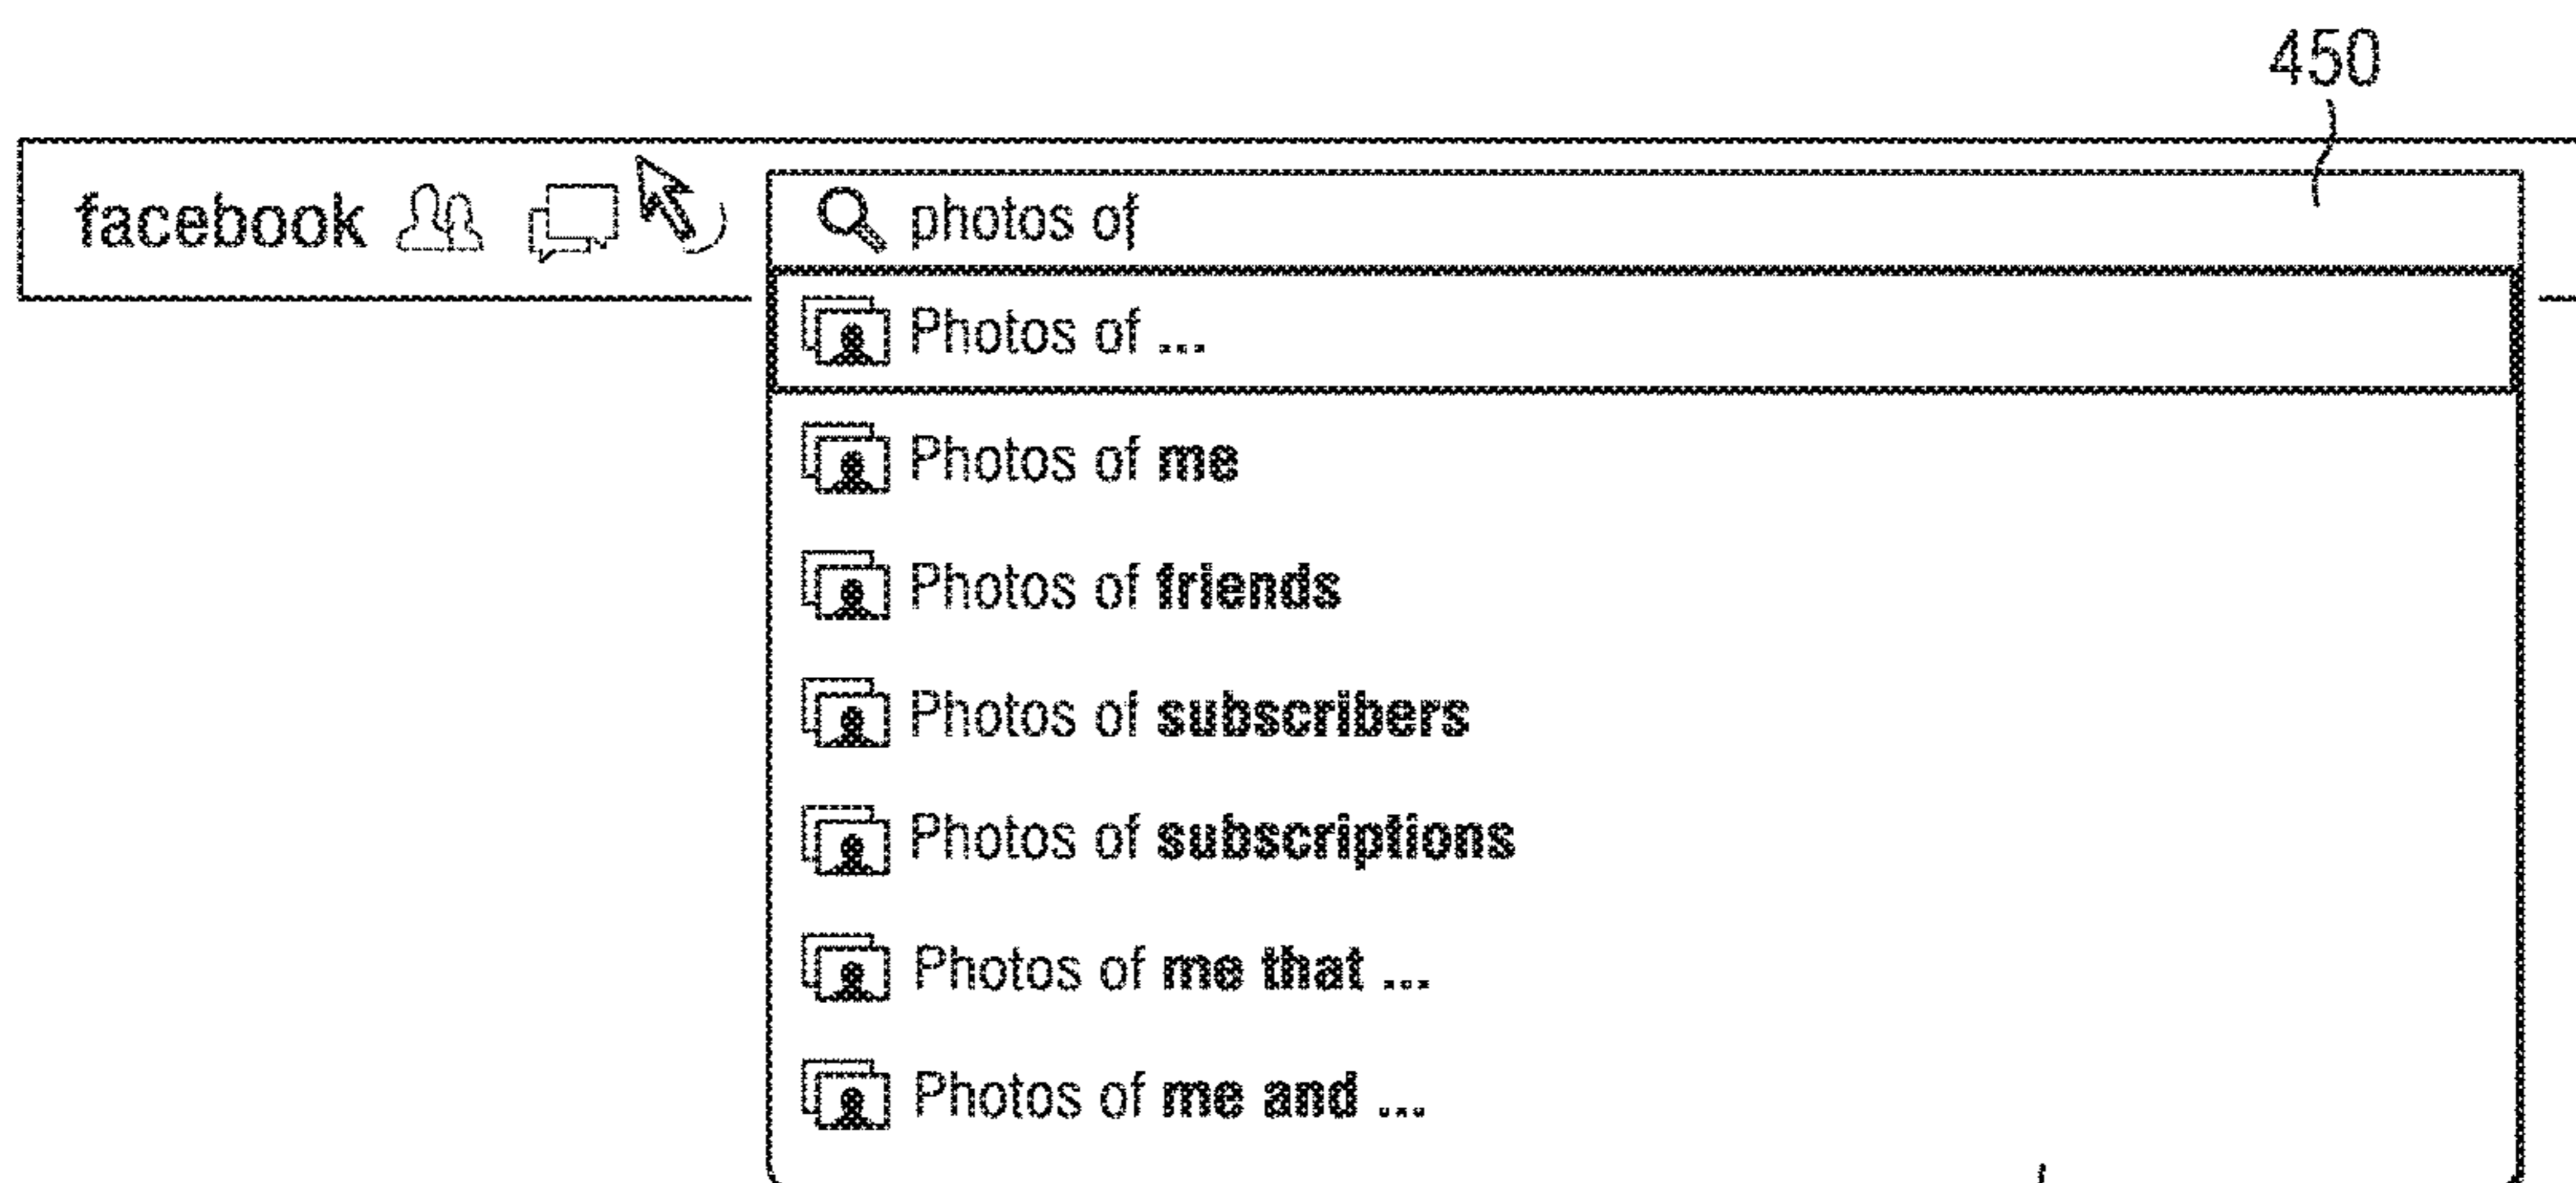 450
facebook photos of
Photos of ...
Photos of me
Photos of friends
Photos of subscribers
Photos of subscriptions
Photos of me that ...
Photos of me and ...